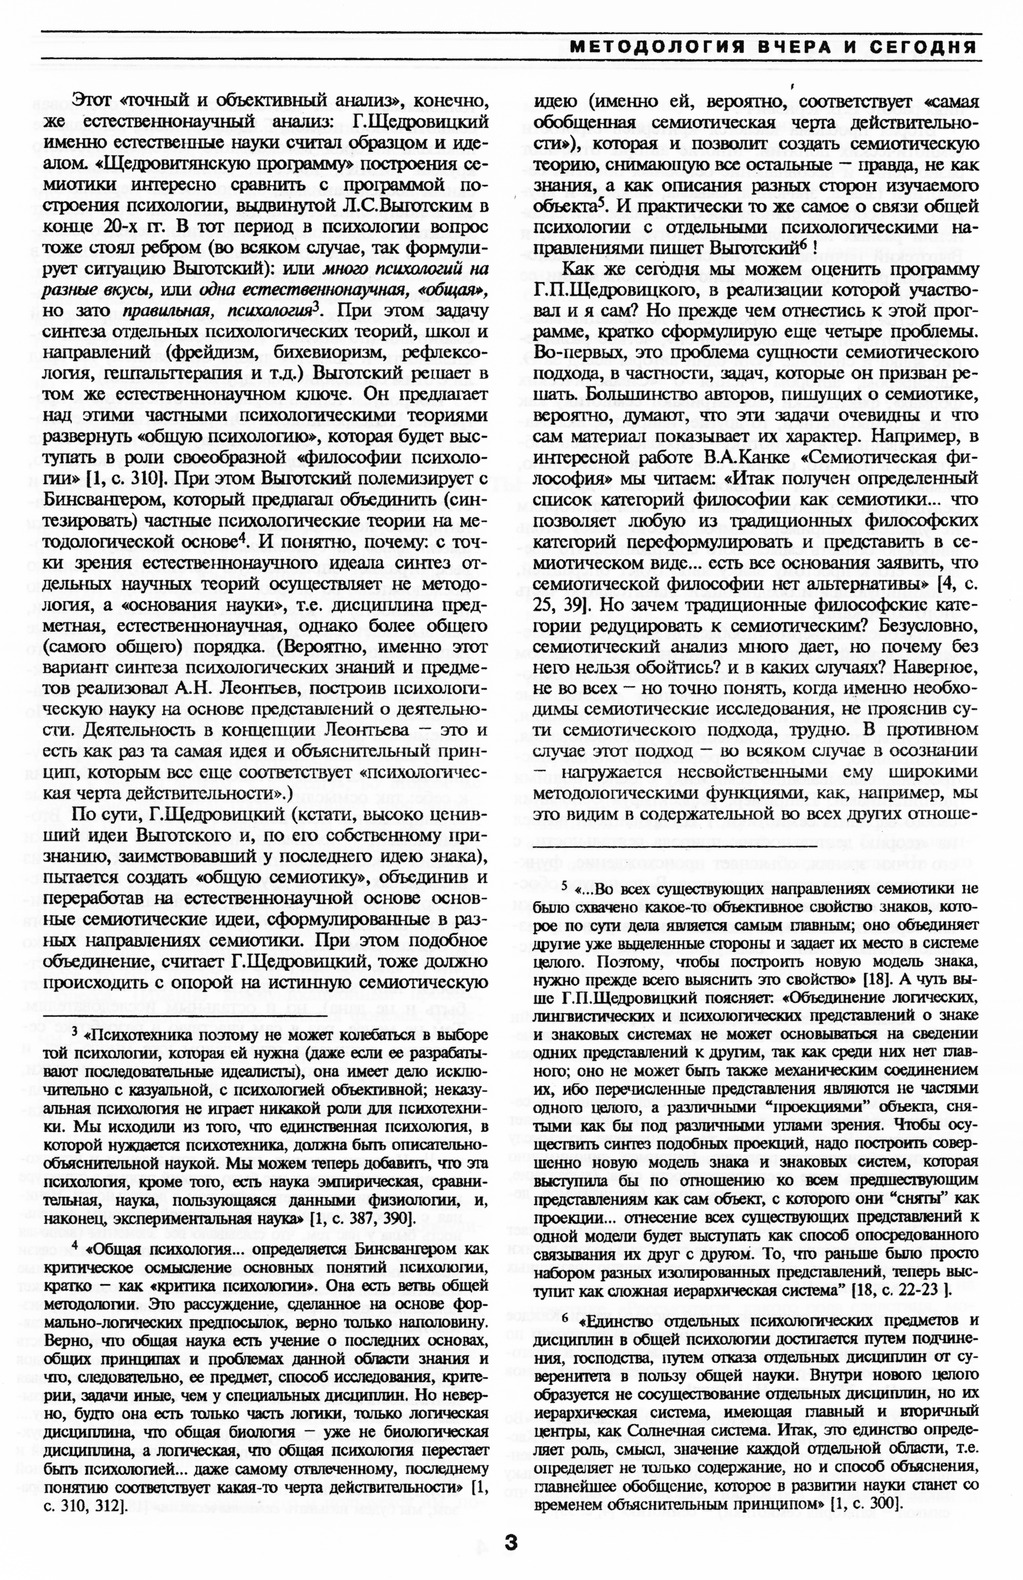 МЕТОДОЛОГИЯ ВЧЕРА И СЕГОДНЯ
Этот «точный и объективный анализ», конечно,
же естественнонаучный анализ: Г.Щедровицкий
именно естественные науки считал образцом и иде-
алом. «Щедровитянскую программу» построения се-
миотики интересно сравнить с программой по-
строения психологии, выдвинутой Л.С.Выготским в
конце 20-х гг. В тот период в психологии вопрос
тоже стоял ребром (во всяком случае, так формули-
рует ситуацию Выготский): или много психологий на
разные вкусы, или одна естественнонаучная, «общая»,
но зато правильная, психология³. При этом задачу
синтеза отдельных психологических теорий, школ и
направлений (фрейдизм, бихевиоризм, рефлексо-
логия, гештальттерапия и т.д.) Выготский решает в
том же естественнонаучном ключе. Он предлагает
над этими частными психологическими теориями
развернуть «общую психологию», которая будет выс-
тупать в роли своеобразной «философии психоло-
гии» [1, с. 310]. При этом Выготский полемизирует с
Бинсвангером, который предлагал объединить (син-
тезировать) частные психологические теории на ме-
тодологической основе⁴. И понятно, почему: с точ-
ки зрения естественнонаучного идеала синтез от-
дельных научных теорий осуществляет не методо-
логия, а «основания науки», т.е. дисциплина пред-
метная, естественнонаучная, однако более общего
(самого общего) порядка. (Вероятно, именно этот
вариант синтеза психологических знаний и предме-
тов реализовал А.Н. Леонтьев, построив психологи-
ческую науку на основе представлений о деятельно-
сти. Деятельность в концепции Леонтьева — это и
есть как раз та самая идея и объяснительный прин-
цип, которым все еще соответствует «психологичес-
кая черта действительности».)
По сути, Г.Щедровицкий (кстати, высоко ценив-
ший идеи Выготского и, по его собственному при-
знанию, заимствовавший у последнего идею знака),
пытается создать «общую семиотику», объединив и
переработав на естественнонаучной основе основ-
ные семиотические идеи, сформулированные в раз-
ных направлениях семиотики. При этом подобное
объединение, считает Г.Щедровицкий, тоже должно
происходить с опорой на истинную семиотическую
³ «Психотехника поэтому не может колебаться в выборе
той психологии, которая ей нужна (даже если ее разрабаты-
вают последовательные идеалисты), она имеет дело исклю-
чительно с казуальной, с психологией объективной; неказу-
альная психология не играет никакой роли для психотехни-
ки. Мы исходили из того, что единственная психология, в
которой нуждается психотехника, должна быть описательно-
объяснительной наукой. Мы можем теперь добавить, что эта
психология, кроме того, есть наука эмпирическая, сравни-
тельная, наука, пользующаяся данными физиологии, и,
наконец, экспериментальная наука» [1, с. 387, 390].
⁴ «Общая психология... определяется Бинсвангером как
критическое осмысление основных понятий психологии,
кратко — как «критика психологии». Она есть ветвь общей
методологии. Это рассуждение, сделанное на основе фор-
мально-логических предпосылок, верно только наполовину.
Верно, что общая наука есть учение о последних основах,
общих принципах и проблемах данной области знания и
что, следовательно, ее предмет, способ исследования, крите-
рии, задачи иные, чем у специальных дисциплин. Но невер-
но, будто она есть только часть логики, только логическая
дисциплина, что общая биология — уже не биологическая
дисциплина, а логическая, что общая психология перестает
быть психологией... даже самому отвлеченному, последнему
понятию соответствует какая-то черта действительности» [1,
с. 310, 312].
идею (именно ей, вероятно, соответствует «самая
обобщенная семиотическая черта действительно-
сти»), которая и позволит создать семиотическую
теорию, снимающую все остальные — правда, не как
знания, а как описания разных сторон изучаемого
объекта⁵. И практически то же самое о связи общей
психологии с отдельными психологическими на-
правлениями пишет Выготский⁶ !
Как же сегодня мы можем оценить программу
Г.П.Щедровицкого, в реализации которой участво-
вал и я сам? Но прежде чем отнестись к этой прог-
рамме, кратко сформулирую еще четыре проблемы.
Во-первых, это проблема сущности семиотического
подхода, в частности, задач, которые он призван ре-
шать. Большинство авторов, пишущих о семиотике,
вероятно, думают, что эти задачи очевидны и что
сам материал показывает их характер. Например, в
интересной работе В.А.Канке «Семиотическая фи-
лософия» мы читаем: «Итак получен определенный
список категорий философии как семиотики... что
позволяет любую из традиционных философских
категорий переформулировать и представить в се-
миотическом виде... есть все основания заявить, что
семиотической философии нет альтернативы» [4, с.
25, 39]. Но зачем традиционные философские кате-
гории редуцировать к семиотическим? Безусловно,
семиотический анализ много дает, но почему без
него нельзя обойтись? и в каких случаях? Наверное,
не во всех — но точно понять, когда именно необхо-
димы семиотические исследования, не прояснив су-
ти семиотического подхода, трудно. В противном
случае этот подход — во всяком случае в осознании
— нагружается несвойственными ему широкими
методологическими функциями, как, например, мы
это видим в содержательной во всех других отноше-
⁵ «...Во всех существующих направлениях семиотики не
было схвачено какое-то объективное свойство знаков, кото-
рое по сути дела является самым главным; оно объединяет
другие уже выделенные стороны и задает их место в системе
целого. Поэтому, чтобы построить новую модель знака,
нужно прежде всего выяснить это свойство» [18]. А чуть вы-
ше Г.П.Щедровицкий поясняет: «Объединение логических,
лингвистических и психологических представлений о знаке
и знаковых системах не может основываться на сведении
одних представлений к другим, так как среди них нет глав-
ного; оно не может быть также механическим соединением
их, ибо перечисленные представления являются не частями
одного целого, а различными “проекциями” объекта, сня-
тыми как бы под различными углами зрения. Чтобы осу-
ществить синтез подобных проекций, надо построить совер-
шенно новую модель знака и знаковых систем, которая
выступила бы по отношению ко всем предшествующим
представлениям как сам объект, с которого они “сняты” как
проекции... отнесение всех существующих представлений к
одной модели будет выступать как способ опосредованного
связывания их друг с другом. То, что раньше было просто
набором разных изолированных представлений, теперь выс-
тупит как сложная иерархическая система” [18, с. 22-23 ].
⁶ «Единство отдельных психологических предметов и
дисциплин в общей психологии достигается путем подчине-
ния, господства, путем отказа отдельных дисциплин от су-
веренитета в пользу общей науки. Внутри нового целого
образуется не сосуществование отдельных дисциплин, но их
иерархическая система, имеющая главный и вторичный
центры, как Солнечная система. Итак, это единство опреде-
ляет роль, смысл, значение каждой отдельной области, т.е.
определяет не только содержание, но и способ объяснения,
главнейшее обобщение, которое в развитии науки станет со
временем объяснительным принципом» [1, с. 300].
3